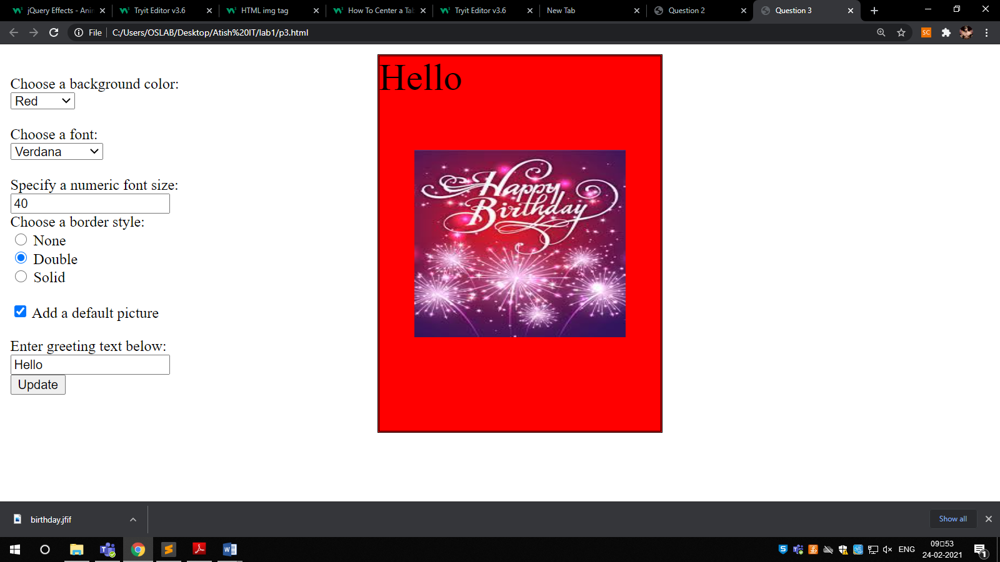 jQuery Effects - Ani
Tryit Editor v3.6
HTML img tag
How To Center a Ta
Tryit Editor v3.6
New Tab
Question 2
Question 3
File
C:/Users/OSLAB/Desktop/Atish%20IT/lab1/p3.html
SC
Choose a background color:
Red
Choose a font:
Verdana
Specify a numeric font size:
40
Choose a border style:
None
Double
Solid
Add a default picture
Enter greeting text below:
Hello
Update
Hello
Happy
Birthday
birthday.jfif
Show all
ENG
09▯53
24-02-2021
1